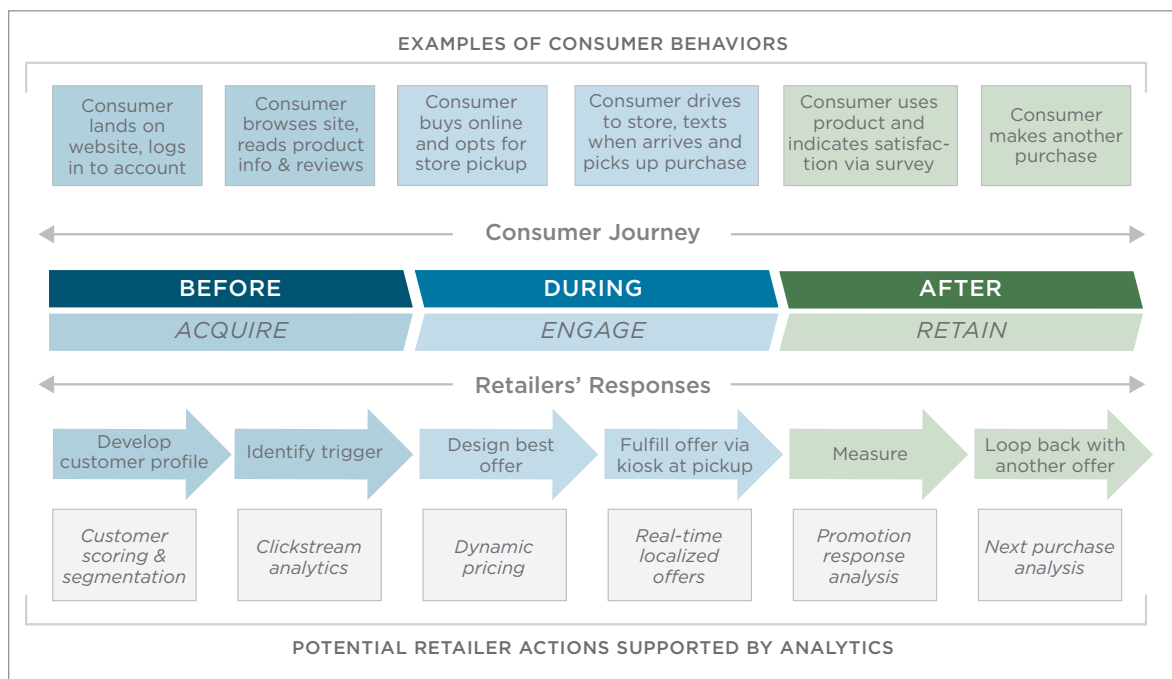 EXAMPLES OF CONSUMER BEHAVIORS
Consumer
lands on
website, logs
in to account
Consumer
browses site,
reads product
info & reviews
Consumer
buys online
and opts for
store pickup
Consumer drives
to store, texts
when arrives and
picks up purchase
Consumer uses
product and
indicates satisfac-
tion via survey
Consumer
makes another
purchase
Consumer Journey
BEFORE
DURING
AFTER
ACQUIRE
ENGAGE
RETAIN
Retailers’ Responses
Develop
customer profile
Identify trigger
Design best
offer
Fulfill offer via
kiosk at pickup
Measure
Loop back with
another offer
Customer
scoring &
segmentation
Clickstream
analytics
Dynamic
pricing
Real-time
localized
offers
Promotion
response
analysis
Next purchase
analysis
POTENTIAL RETAILER ACTIONS SUPPORTED BY ANALYTICS